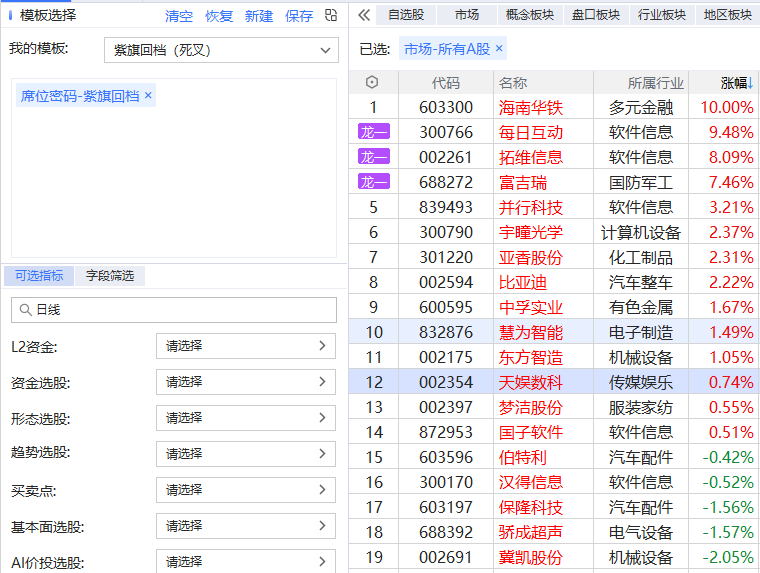 模板选择 清空 恢复 新建 保存
我的模板: 紫旗回档（死叉）
席位密码-紫旗回档 ×
可选指标 字段筛选
日线
L2资金: 请选择
资金选股: 请选择
形态选股: 请选择
趋势选股: 请选择
买卖点: 请选择
基本面选股: 请选择
AI价投选股: 请选择
自选股 市场 概念板块 盘口板块 行业板块 地区板块
已选: 市场-所有A股 ×
代码 名称 所属行业 涨幅↓
1 603300 海南华铁 多元金融 10.00%
龙一 300766 每日互动 软件信息 9.48%
龙一 002261 拓维信息 软件信息 8.09%
龙一 688272 富吉瑞 国防军工 7.46%
5 839493 并行科技 软件信息 3.21%
6 300790 宇瞳光学 计算机设备 2.37%
7 301220 亚香股份 化工制品 2.31%
8 002594 比亚迪 汽车整车 2.22%
9 600595 中孚实业 有色金属 1.67%
10 832876 慧为智能 电子制造 1.49%
11 002175 东方智造 机械设备 1.05%
12 002354 天娱数科 传媒娱乐 0.74%
13 002397 梦洁股份 服装家纺 0.55%
14 872953 国子软件 软件信息 0.51%
15 603596 伯特利 汽车配件 -0.42%
16 300170 汉得信息 软件信息 -0.52%
17 603197 保隆科技 汽车配件 -1.56%
18 688392 骄成超声 电气设备 -1.57%
19 002691 冀凯股份 机械设备 -2.05%